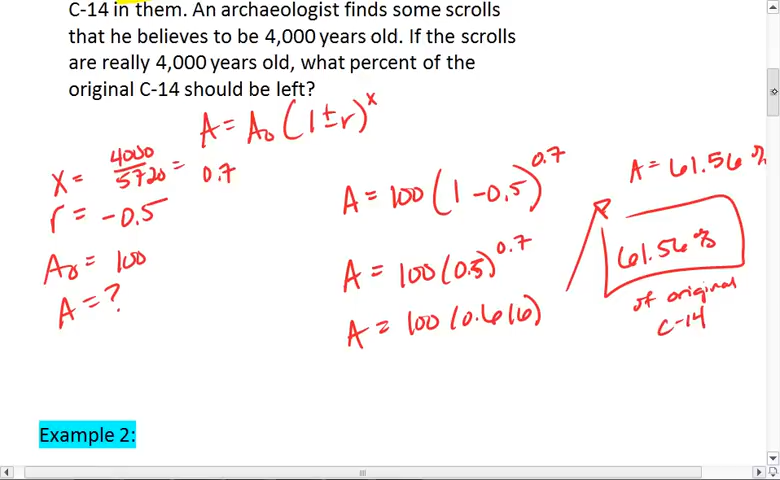 C-14 in them. An archaeologist finds some scrolls
that he believes to be 4,000 years old. If the scrolls
are really 4,000 years old, what percent of the
original C-14 should be left?
A = A₀ (1 ± r)ˣ
x = 4000/5720 = 0.7
r = -0.5
A₀ = 100
A = ?
A = 100 (1 - 0.5)^0.7
A = 100 (0.5)^0.7
A = 100 (0.616)
A = 61.56 %
61.56 %
of original
C-14
Example 2: